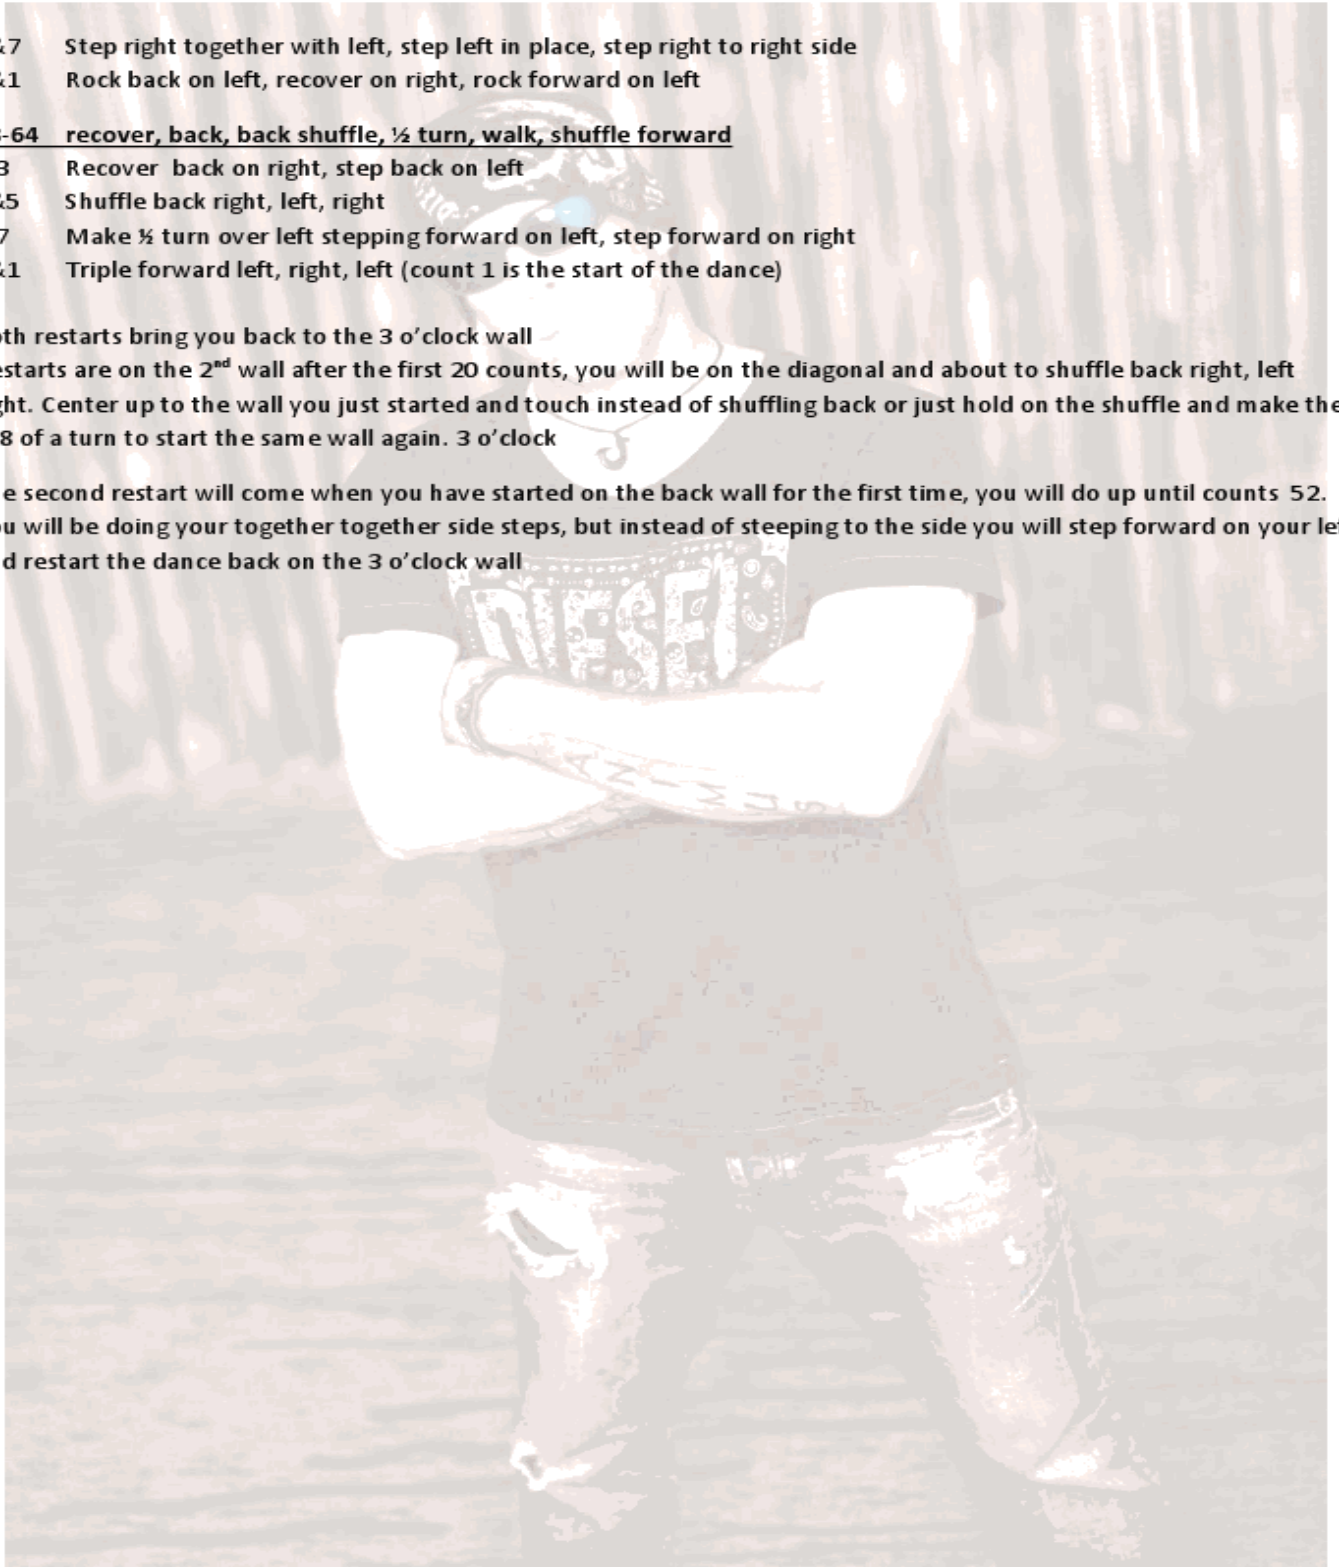 &7 Step right together with left, step left in place, step right to right side
&1 Rock back on left, recover on right, rock forward on left
-64 recover, back, back shuffle, ½ turn, walk, shuffle forward
3 Recover back on right, step back on left
&5 Shuffle back right, left, right
7 Make ½ turn over left stepping forward on left, step forward on right
&1 Triple forward left, right, left (count 1 is the start of the dance)
oth restarts bring you back to the 3 o’clock wall
estarts are on the 2nd wall after the first 20 counts, you will be on the diagonal and about to shuffle back right, left
ght. Center up to the wall you just started and touch instead of shuffling back or just hold on the shuffle and make the
8 of a turn to start the same wall again. 3 o’clock
e second restart will come when you have started on the back wall for the first time, you will do up until counts 52.
ou will be doing your together together side steps, but instead of steeping to the side you will step forward on your le
d restart the dance back on the 3 o’clock wall
DIESEL
ANIMUS